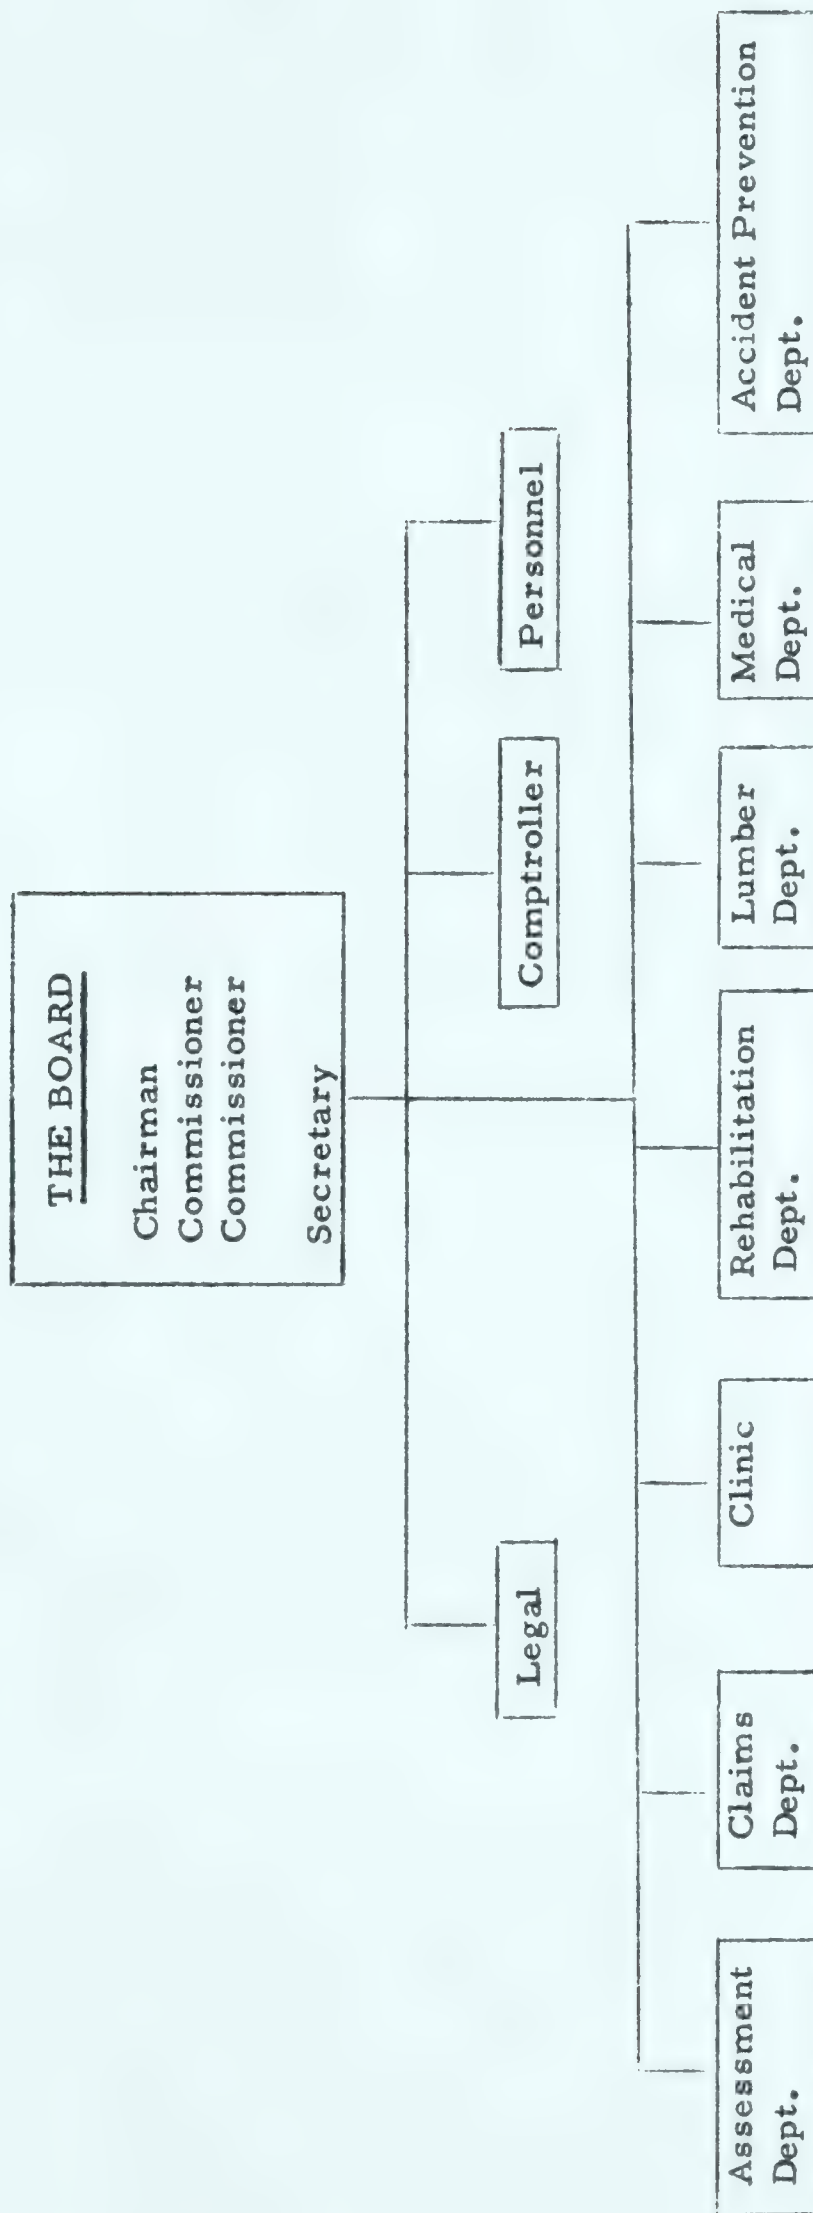 THE BOARD
Chairman
Commissioner
Commissioner
Secretary
Legal
Comptroller
Personnel
Assessment
Dept.
Claims
Dept.
Clinic
Rehabilitation
Dept.
Lumber
Dept.
Medical
Dept.
Accident Prevention
Dept.